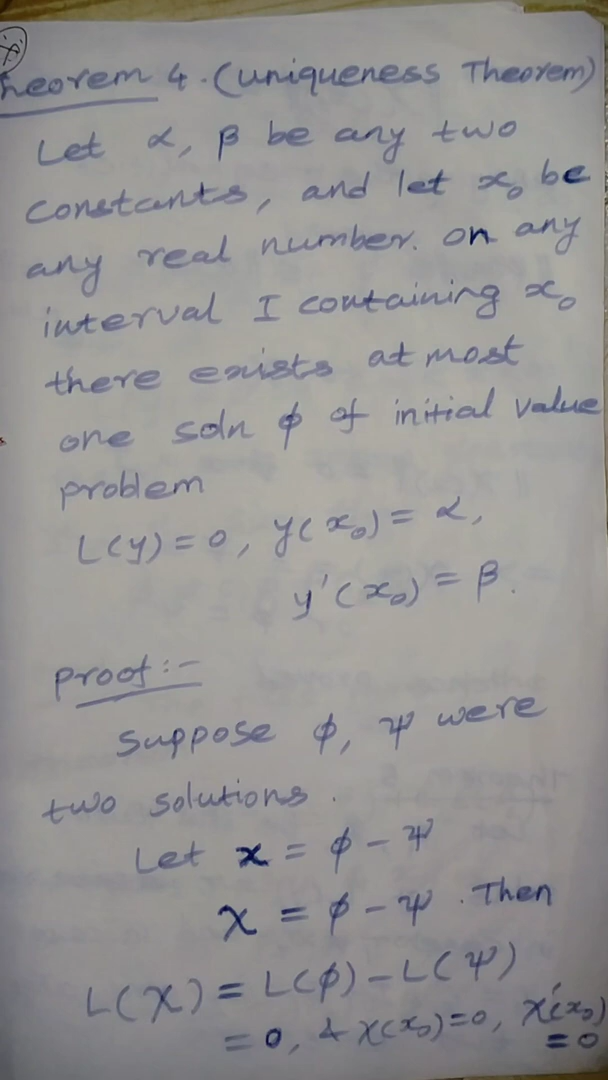 heorem 4. (uniqueness Theorem)
Let α, β be any two
constants, and let x₀ be
any real number. on any
interval I containing x₀
there exists at most
one soln φ of initial value
problem
L(y) = 0, y(x₀) = α,
y'(x₀) = β.
proof :-
Suppose φ, ψ were
two solutions.
Let x = φ - ψ
χ = φ - ψ. Then
L(χ) = L(φ) - L(ψ)
= 0, & χ(x₀) = 0, χ'(x₀)
= 0